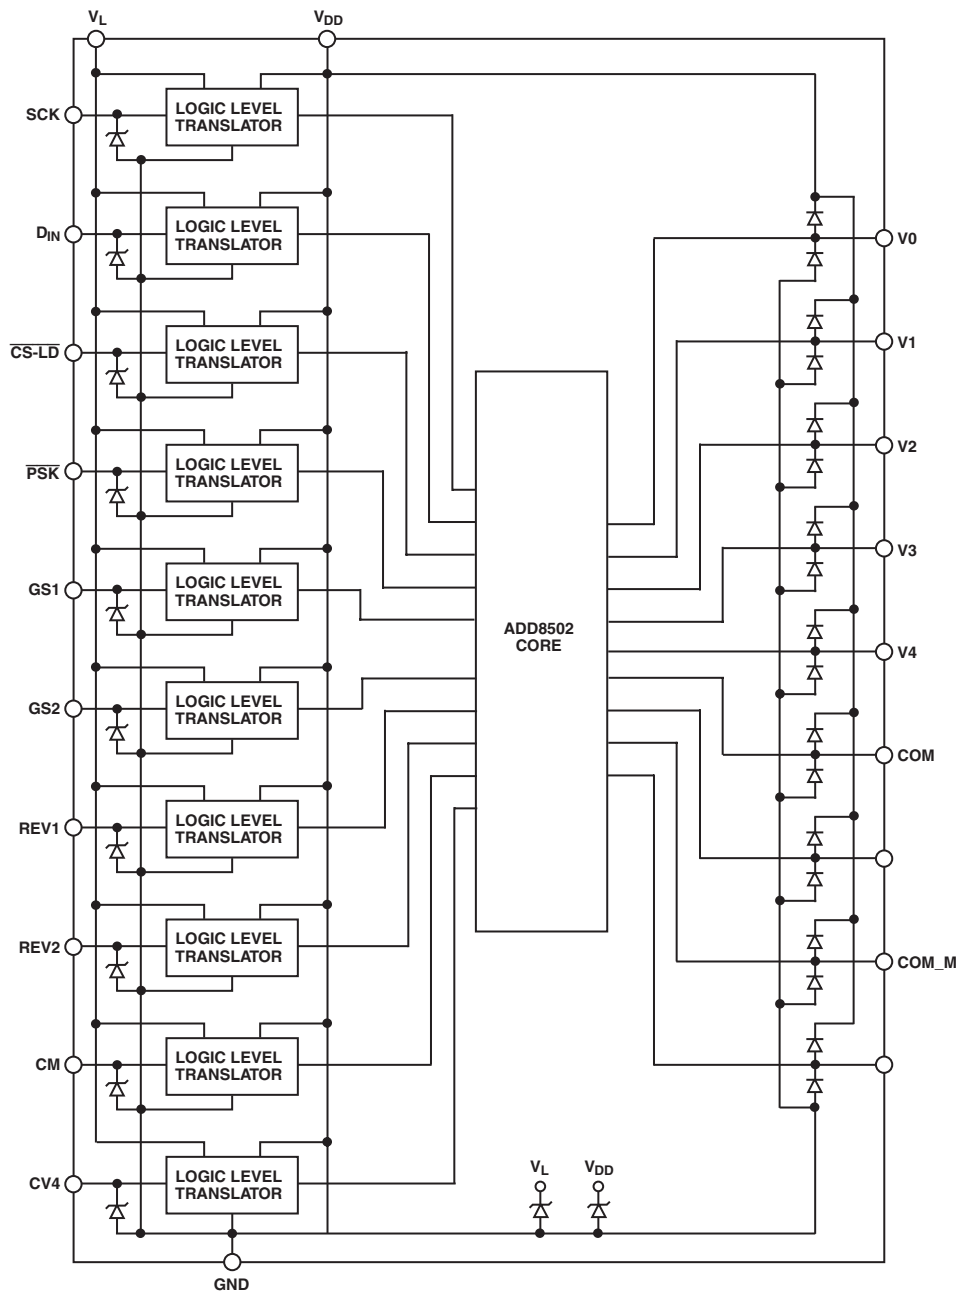 VL
VDD
SCK
LOGIC LEVEL
TRANSLATOR
DIN
LOGIC LEVEL
TRANSLATOR
V0
CS-LD
LOGIC LEVEL
TRANSLATOR
V1
PSK
LOGIC LEVEL
TRANSLATOR
V2
GS1
LOGIC LEVEL
TRANSLATOR
V3
ADD8502
CORE
V4
GS2
LOGIC LEVEL
TRANSLATOR
COM
REV1
LOGIC LEVEL
TRANSLATOR
REV2
LOGIC LEVEL
TRANSLATOR
COM_M
CM
LOGIC LEVEL
TRANSLATOR
CV4
LOGIC LEVEL
TRANSLATOR
VL
VDD
GND